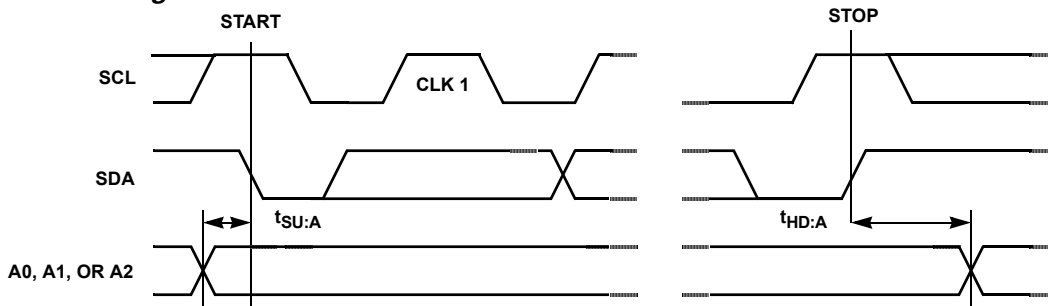 START
STOP
SCL
CLK 1
SDA
tSU:A
tHD:A
A0, A1, OR A2